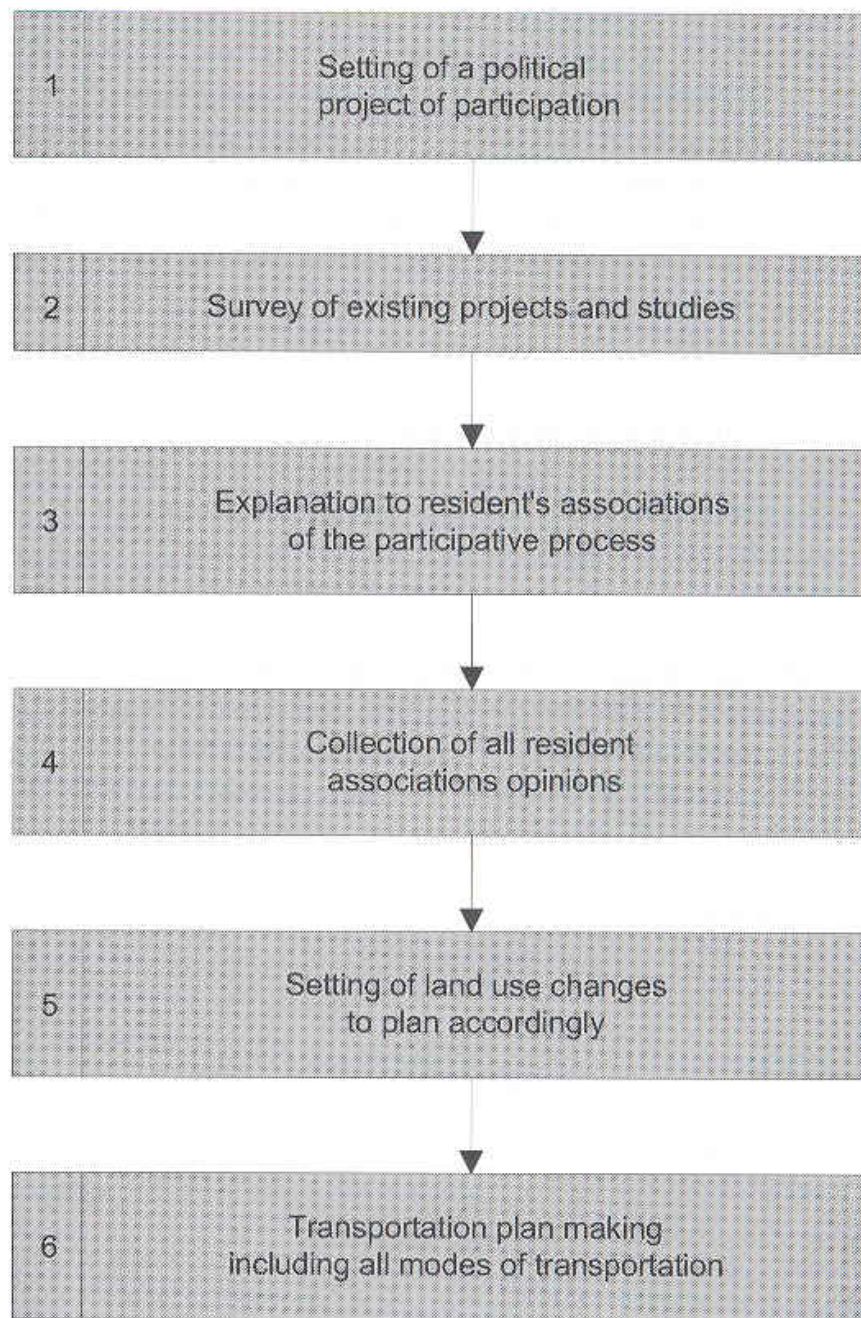 1
Setting of a political
project of participation
2
Survey of existing projects and studies
3
Explanation to resident's associations
of the participative process
4
Collection of all resident
associations opinions
5
Setting of land use changes
to plan accordingly
6
Transportation plan making
including all modes of transportation